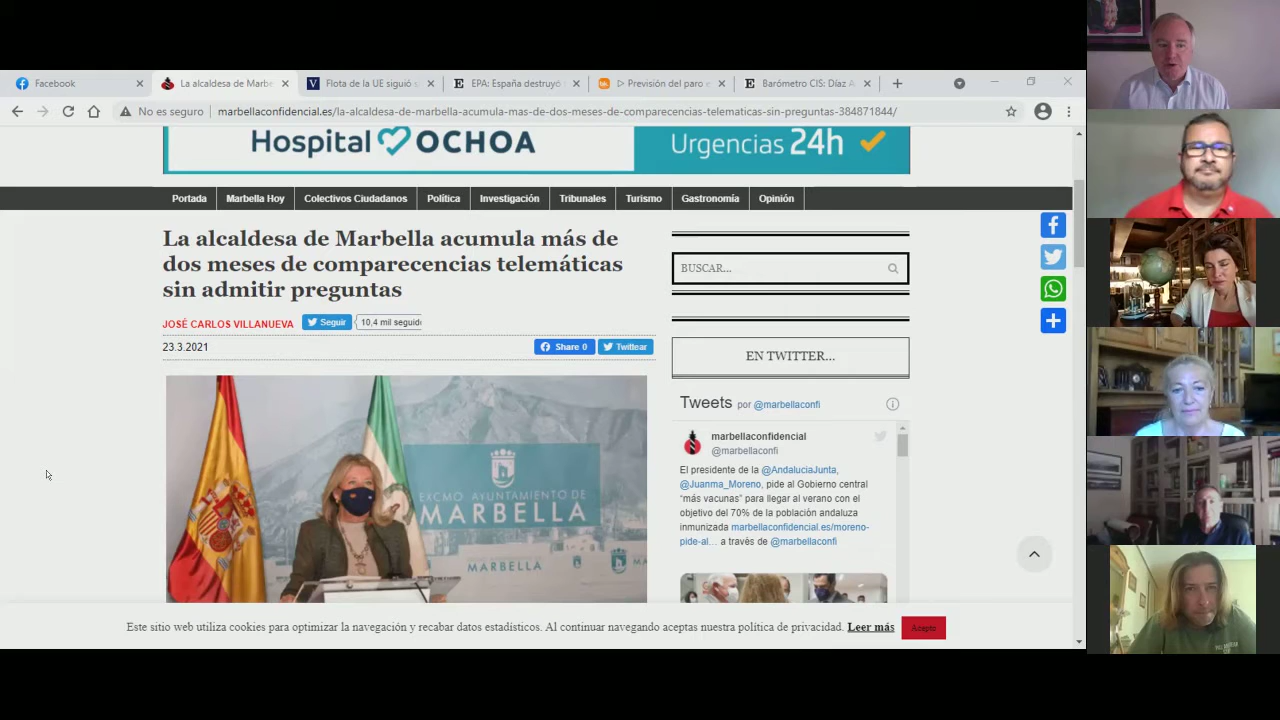 Facebook
La alcaldesa de Marbe
Flota de la UE siguió s
EPA: España destruyó
Previsión del paro e
Barómetro CIS: Díaz A
No es seguro
marbellaconfidencial.es/la-alcaldesa-de-marbella-acumula-mas-de-dos-meses-de-comparecencias-telematicas-sin-preguntas-384871844/
Hospital OCHOA
Urgencias 24h
Portada
Marbella Hoy
Colectivos Ciudadanos
Política
Investigación
Tribunales
Turismo
Gastronomía
Opinión
La alcaldesa de Marbella acumula más de
dos meses de comparecencias telemáticas
sin admitir preguntas
JOSÉ CARLOS VILLANUEVA
Seguir
10,4 mil seguido
23.3.2021
Share 0
Twittear
EXCMO AYUNTAMIENTO DE
MARBELLA
MARBELLA
BUSCAR...
EN TWITTER...
Tweets por @marbellaconfi
marbellaconfidencial
@marbellaconfi
El presidente de la @AndaluciaJunta,
@Juanma_Moreno, pide al Gobierno central
“más vacunas” para llegar al verano con el
objetivo del 70% de la población andaluza
inmunizada marbellaconfidencial.es/moreno-
pide-al... a través de @marbellaconfi
Este sitio web utiliza cookies para optimizar la navegación y recabar datos estadísticos. Al continuar navegando aceptas nuestra política de privacidad. Leer más
Acepto